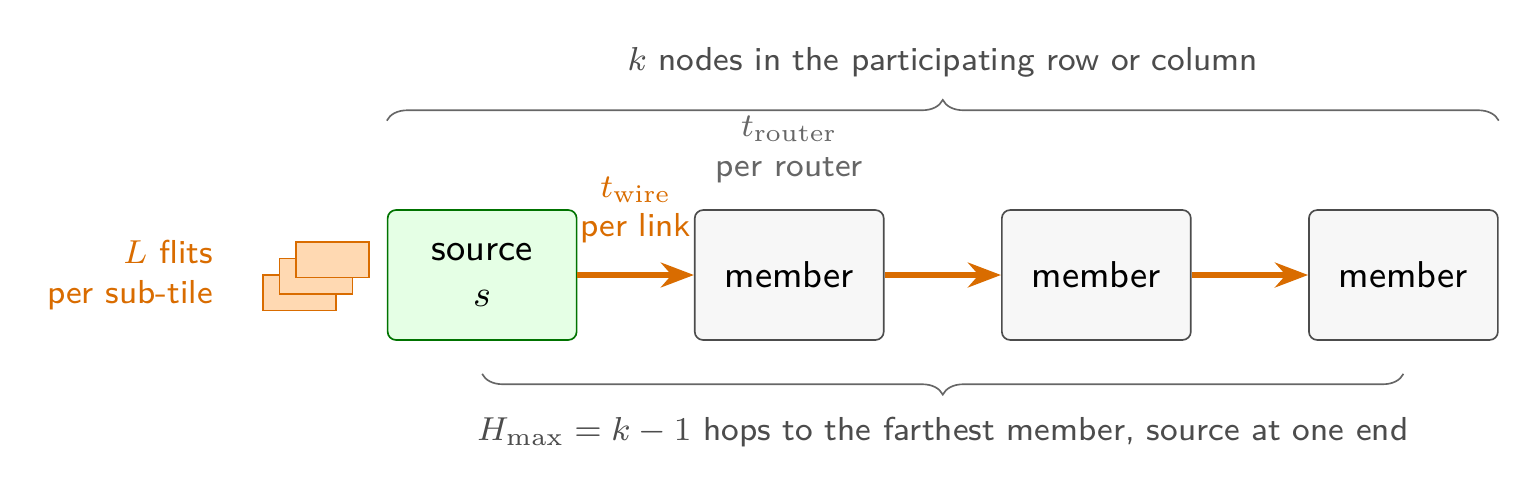 k nodes in the participating row or column
t_router
per router
t_wire
per link
L flits
per sub-tile
source
s
member
member
member
H_max = k − 1 hops to the farthest member, source at one end